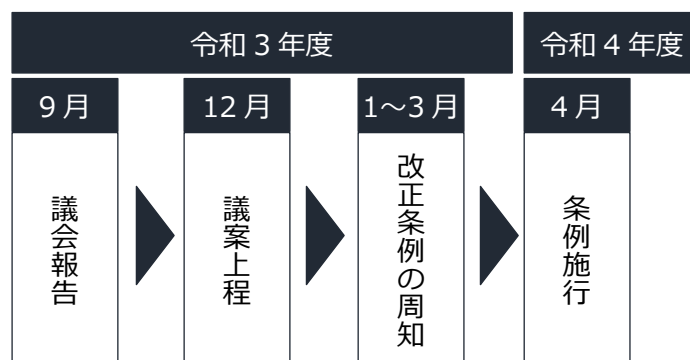 令和３年度
令和４年度
９月
12月
1～3月
４月
議会報告
議案上程
改正条例の周知
条例施行